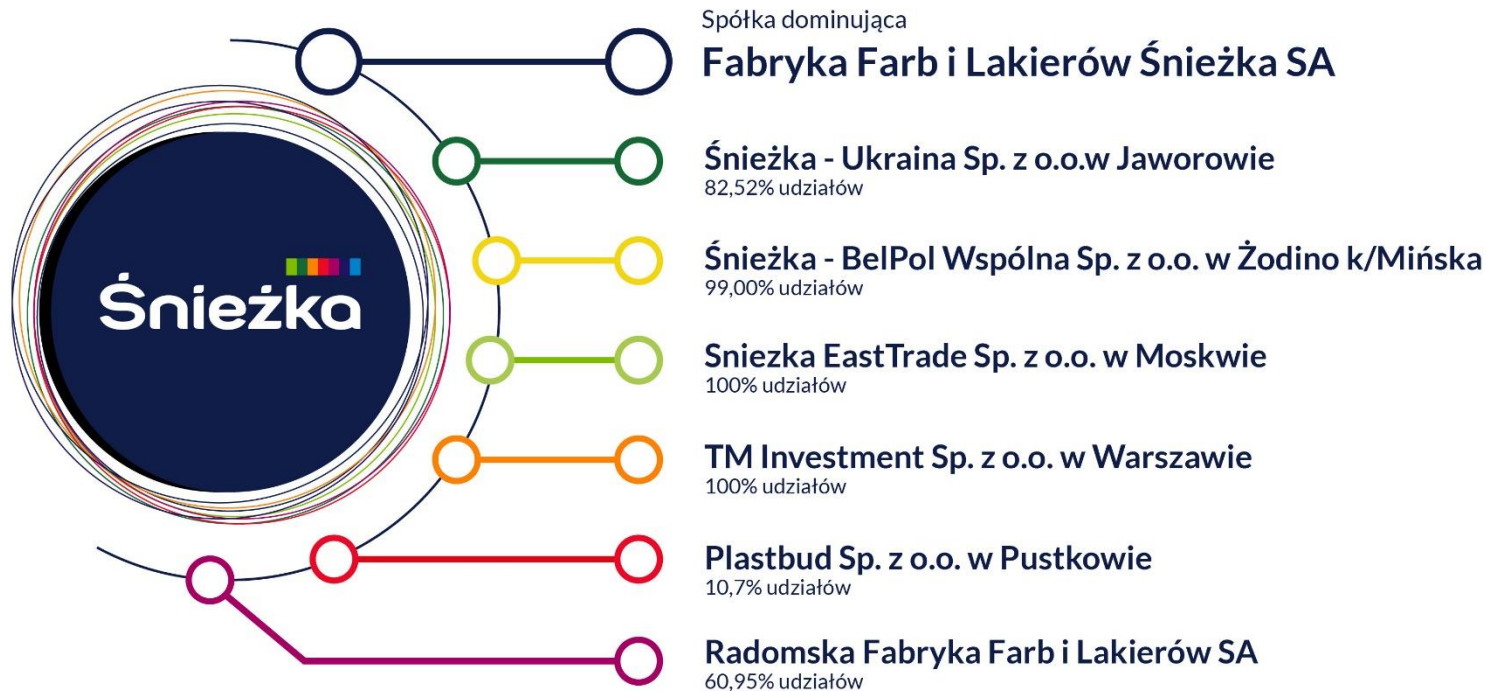 Spółka dominująca
Fabryka Farb i Lakierów Śnieżka SA
Śnieżka - Ukraina Sp. z o.o.w Jaworowie
82,52% udziałów
Śnieżka - BelPol Wspólna Sp. z o.o. w Żodino k/Mińska
99,00% udziałów
Śnieżka
Sniezka EastTrade Sp. z o.o. w Moskwie
100% udziałów
TM Investment Sp. z o.o. w Warszawie
100% udziałów
Plastbud Sp. z o.o. w Pustkowie
10,7% udziałów
Radomska Fabryka Farb i Lakierów SA
60,95% udziałów